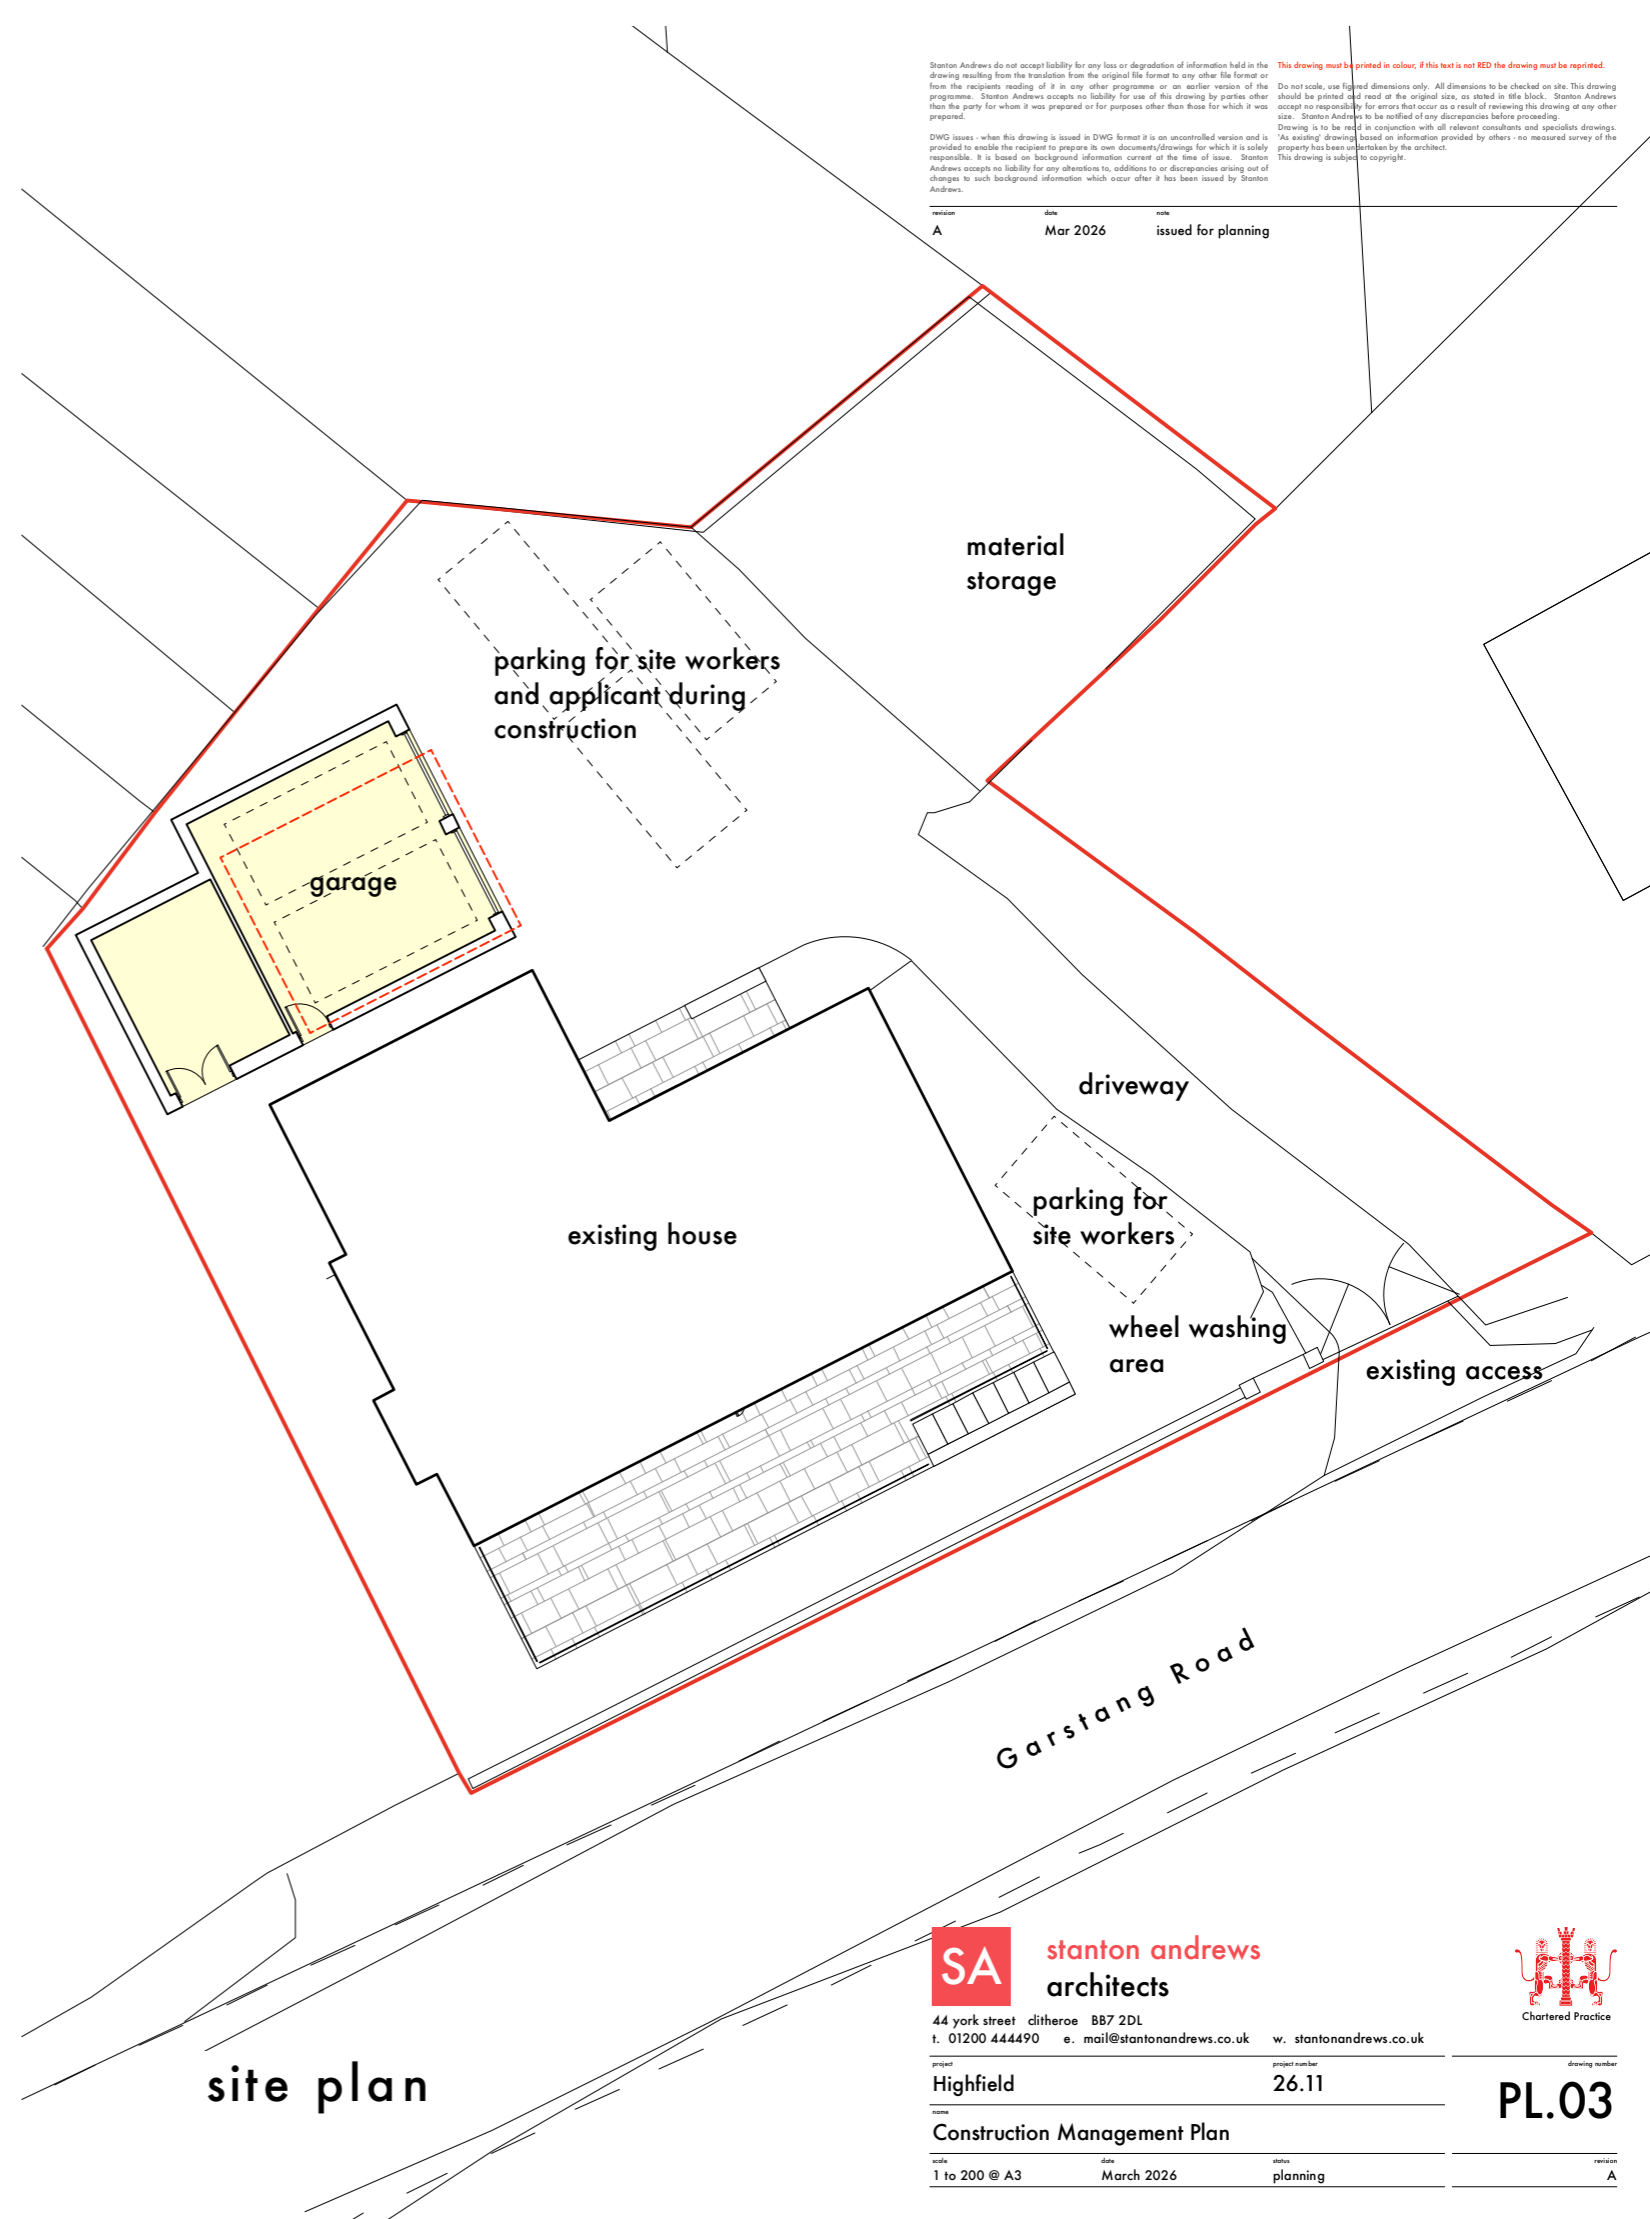 Stanton Andrews do not accept liability for any loss or degradation of information held in the
drawing resulting from the translation from the original file format to any other file format or
from the recipients reading of it in any other programme or an earlier version of the
programme. Stanton Andrews accepts no liability for use of this drawing by parties other
than the party for whom it was prepared or for purposes other than those for which it was
prepared.
DWG issues - when this drawing is issued in DWG format it is an uncontrolled version and is
provided to enable the recipient to prepare its own documents/drawings for which it is solely
responsible. It is based on background information current at the time of issue. Stanton
Andrews accepts no liability for any alterations to, additions to or discrepancies arising out of
changes to such background information which occur after it has been issued by Stanton
Andrews.
This drawing must be printed in colour, if this text is not RED the drawing must be reprinted.
Do not scale, use figured dimensions only. All dimensions to be checked on site. This drawing
should be printed and read at the original size, as stated in title block. Stanton Andrews
accept no responsibility for errors that occur as a result of reviewing this drawing at any other
size. Stanton Andrews to be notified of any discrepancies before proceeding.
Drawing is to be read in conjunction with all relevant consultants and specialists drawings.
'As existing' drawings based on information provided by others - no measured survey of the
property has been undertaken by the architect.
This drawing is subject to copyright.
revision date note
A Mar 2026 issued for planning
material
storage
parking for site workers
and applicant during
construction
garage
driveway
parking for
site workers
existing house
wheel washing
area
existing access
Garstang Road
site plan
SA
stanton andrews
architects
Chartered Practice
44 york street clitheroe BB7 2DL
t. 01200 444490 e. mail@stantonandrews.co.uk w. stantonandrews.co.uk
project project number drawing number
Highfield 26.11 PL.03
name
Construction Management Plan
scale date status revision
1 to 200 @ A3 March 2026 planning A